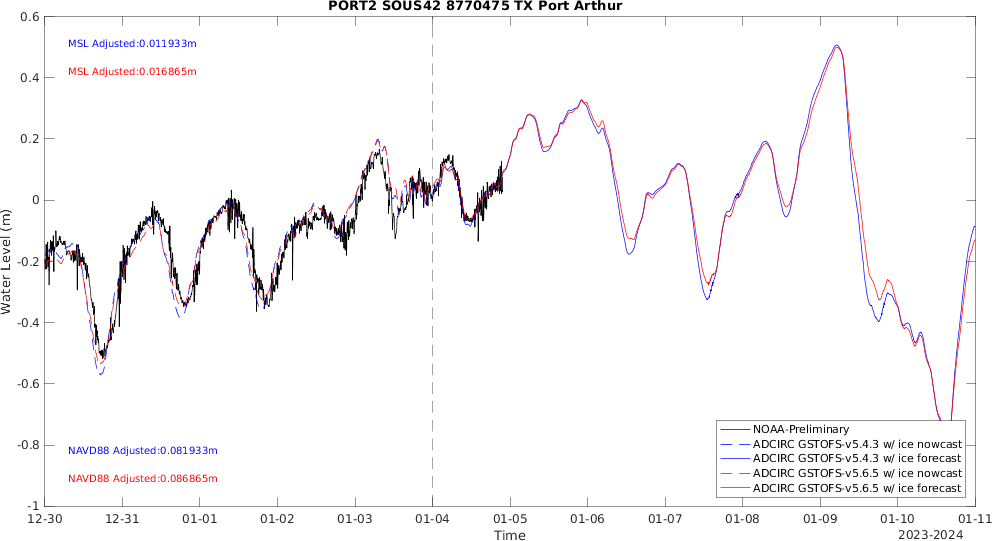 PORT2 SOUS42 8770475 TX Port Arthur
0.6
MSL Adjusted:0.011933m
MSL Adjusted:0.016865m
0.4
0.2
0
-0.2
-0.4
-0.6
-0.8
-1
Water Level (m)
NAVD88 Adjusted:0.081933m
NAVD88 Adjusted:0.086865m
NOAA-Preliminary
ADCIRC GSTOFS-v5.4.3 w/ ice nowcast
ADCIRC GSTOFS-v5.4.3 w/ ice forecast
ADCIRC GSTOFS-v5.6.5 w/ ice nowcast
ADCIRC GSTOFS-v5.6.5 w/ ice forecast
12-30 12-31 01-01 01-02 01-03 01-04 01-05 01-06 01-07 01-08 01-09 01-10 01-11
Time
2023-2024